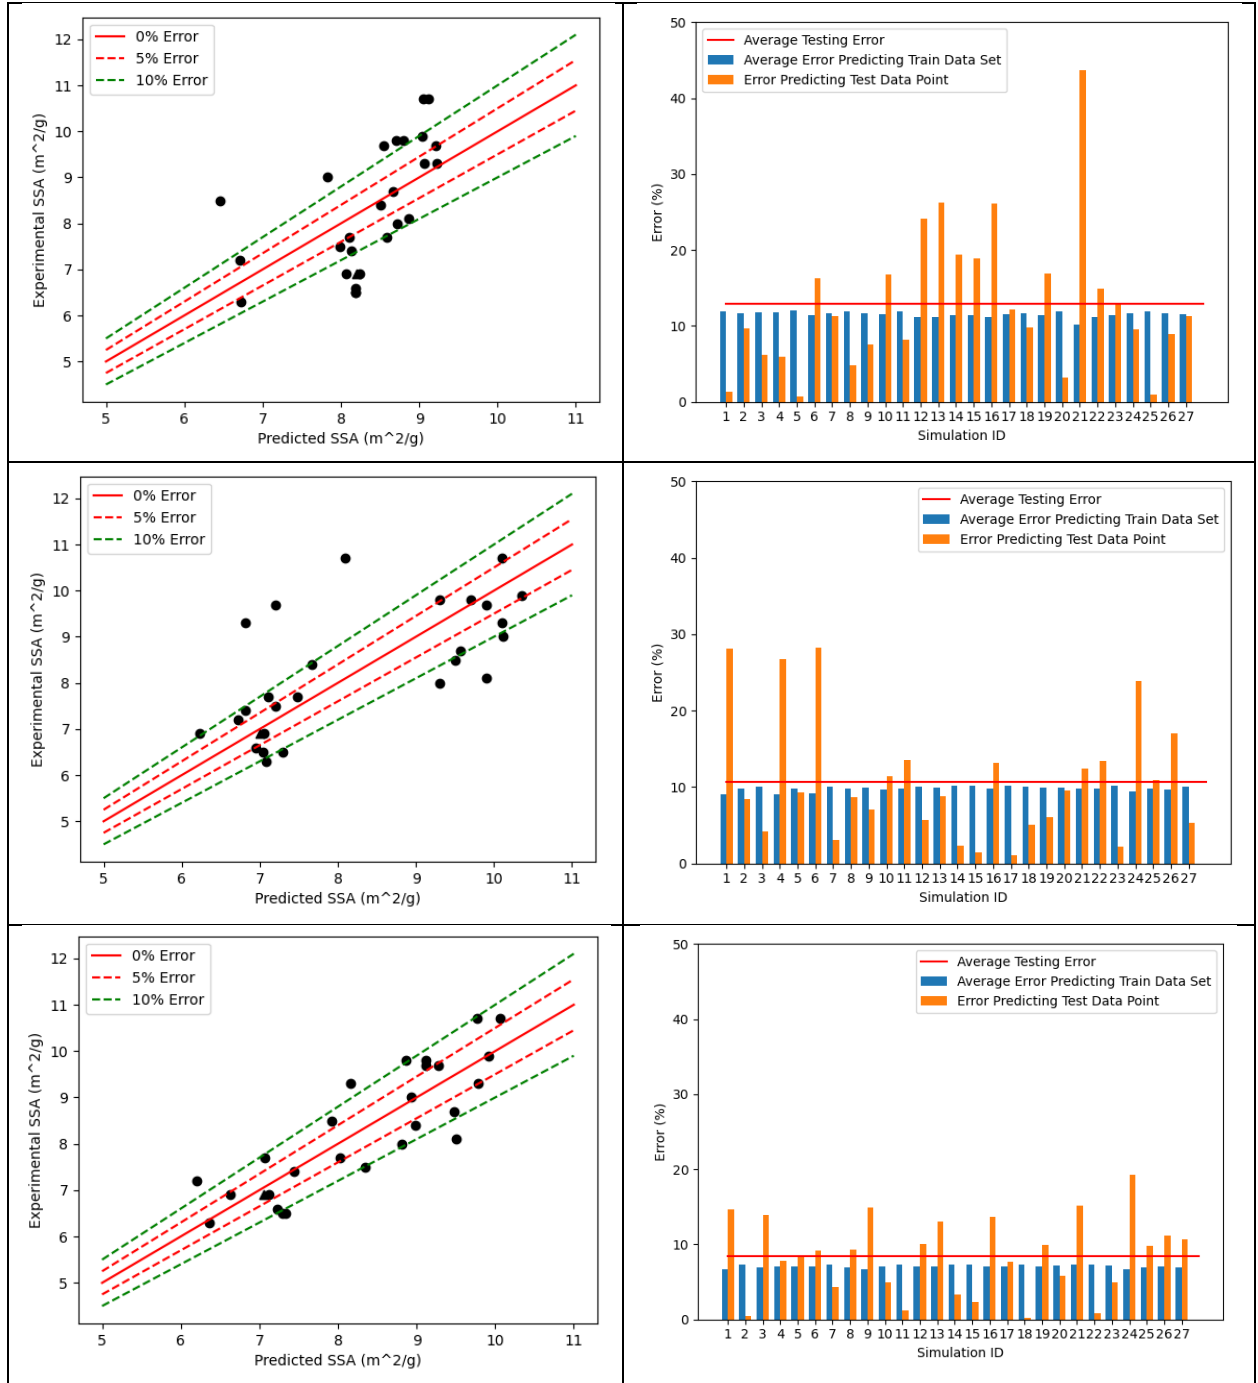 0% Error
5% Error
10% Error
Experimental SSA (m^2/g)
12
11
10
9
8
7
6
5
5 6 7 8 9 10 11
Predicted SSA (m^2/g)
Average Testing Error
Average Error Predicting Train Data Set
Error Predicting Test Data Point
Error (%)
50
40
30
20
10
0
1 2 3 4 5 6 7 8 9 10 11 12 13 14 15 16 17 18 19 20 21 22 23 24 25 26 27
Simulation ID
0% Error
5% Error
10% Error
Experimental SSA (m^2/g)
12
11
10
9
8
7
6
5
5 6 7 8 9 10 11
Predicted SSA (m^2/g)
Average Testing Error
Average Error Predicting Train Data Set
Error Predicting Test Data Point
Error (%)
50
40
30
20
10
0
1 2 3 4 5 6 7 8 9 10 11 12 13 14 15 16 17 18 19 20 21 22 23 24 25 26 27
Simulation ID
0% Error
5% Error
10% Error
Experimental SSA (m^2/g)
12
11
10
9
8
7
6
5
5 6 7 8 9 10 11
Predicted SSA (m^2/g)
Average Testing Error
Average Error Predicting Train Data Set
Error Predicting Test Data Point
Error (%)
50
40
30
20
10
0
1 2 3 4 5 6 7 8 9 10 11 12 13 14 15 16 17 18 19 20 21 22 23 24 25 26 27
Simulation ID